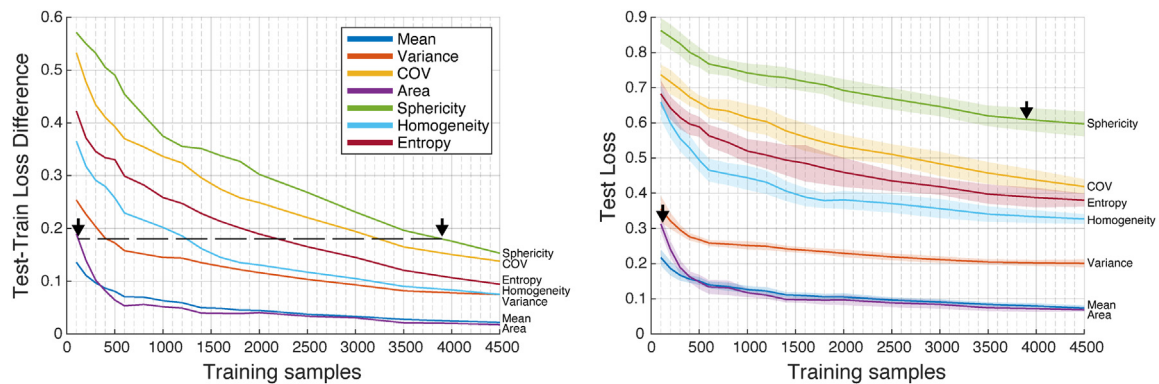 Test-Train Loss Difference
0.6
0.5
0.4
0.3
0.2
0.1
0
Mean
Variance
COV
Area
Sphericity
Homogeneity
Entropy
Sphericity
COV
Entropy
Homogeneity
Variance
Mean
Area
0 500 1000 1500 2000 2500 3000 3500 4000 4500
Training samples
Test Loss
0.9
0.8
0.7
0.6
0.5
0.4
0.3
0.2
0.1
0
Sphericity
COV
Entropy
Homogeneity
Variance
Mean
Area
0 500 1000 1500 2000 2500 3000 3500 4000 4500
Training samples